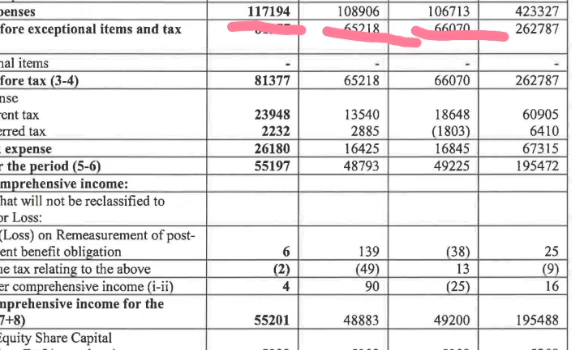 penses 117194 108906 106713 423327
fore exceptional items and tax 65218 66070 262787
nal items - - - -
fore tax (3-4) 81377 65218 66070 262787
nse
rent tax 23948 13540 18648 60905
erred tax 2232 2885 (1803) 6410
expense 26180 16425 16845 67315
r the period (5-6) 55197 48793 49225 195472
mprehensive income:
hat will not be reclassified to
or Loss:
(Loss) on Remeasurement of post-
ent benefit obligation 6 139 (38) 25
ne tax relating to the above (2) (49) 13 (9)
er comprehensive income (i-ii) 4 90 (25) 16
mprehensive income for the
7+8) 55201 48883 49200 195488
Equity Share Capital